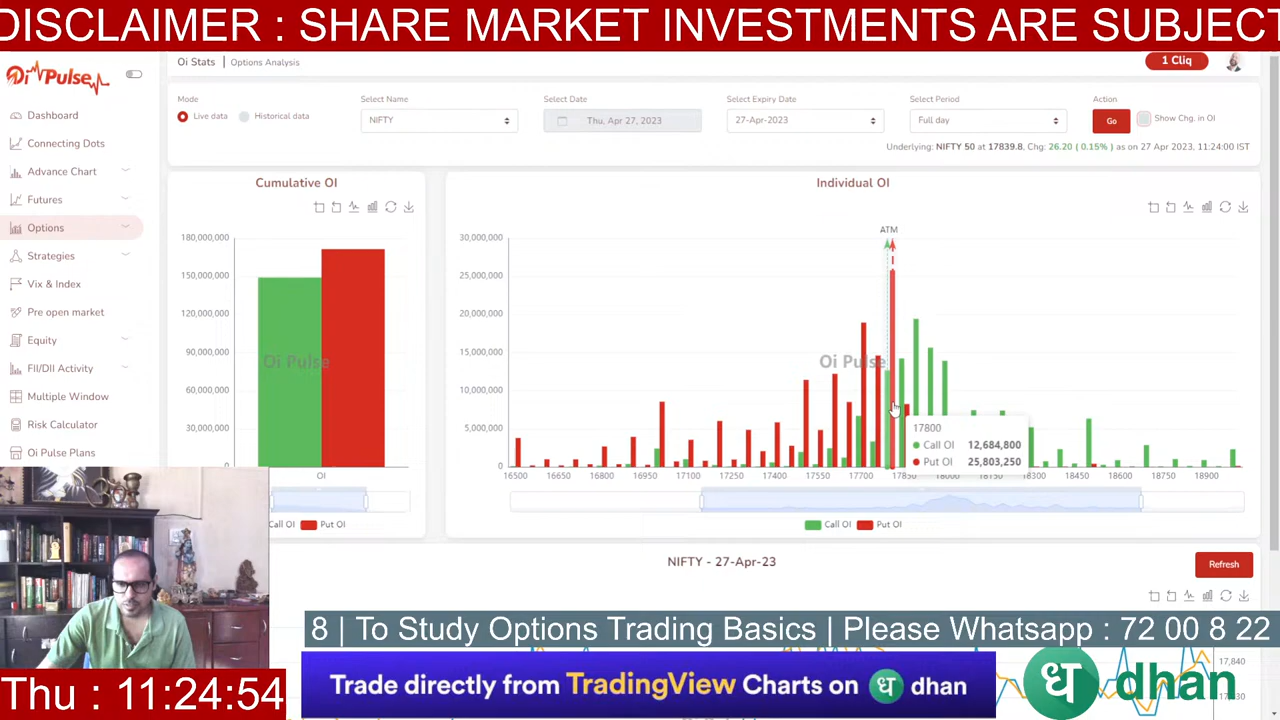 DISCLAIMER : SHARE MARKET INVESTMENTS ARE SUBJECT
Oi Pulse
Oi Stats | Options Analysis
1 Cliq
Mode
Live data
Historical data
Select Name
NIFTY
Select Date
Thu, Apr 27, 2023
Select Expiry Date
27-Apr-2023
Select Period
Full day
Action
Go
Show Chg. in OI
Underlying: NIFTY 50 at 17839.8, Chg: 26.20 ( 0.15% ) as on 27 Apr 2023, 11:24:00 IST
Dashboard
Connecting Dots
Advance Chart
Futures
Options
Strategies
Vix & Index
Pre open market
Equity
FII/DII Activity
Multiple Window
Risk Calculator
Oi Pulse Plans
Cumulative OI
180,000,000
150,000,000
120,000,000
90,000,000
60,000,000
30,000,000
0
Oi Pulse
OI
Call OI
Put OI
Individual OI
ATM
30,000,000
25,000,000
20,000,000
15,000,000
10,000,000
5,000,000
0
Oi Pulse
17800
Call OI 12,684,800
Put OI 25,803,250
16500 16650 16800 16950 17100 17250 17400 17550 17700 17850 18000 18150 18300 18450 18600 18750 18900
Call OI
Put OI
NIFTY - 27-Apr-23
Refresh
17,840
17,830
8 | To Study Options Trading Basics | Please Whatsapp : 72 00 8 22
Thu : 11:24:54
Trade directly from TradingView Charts on ध dhan
ध dhan